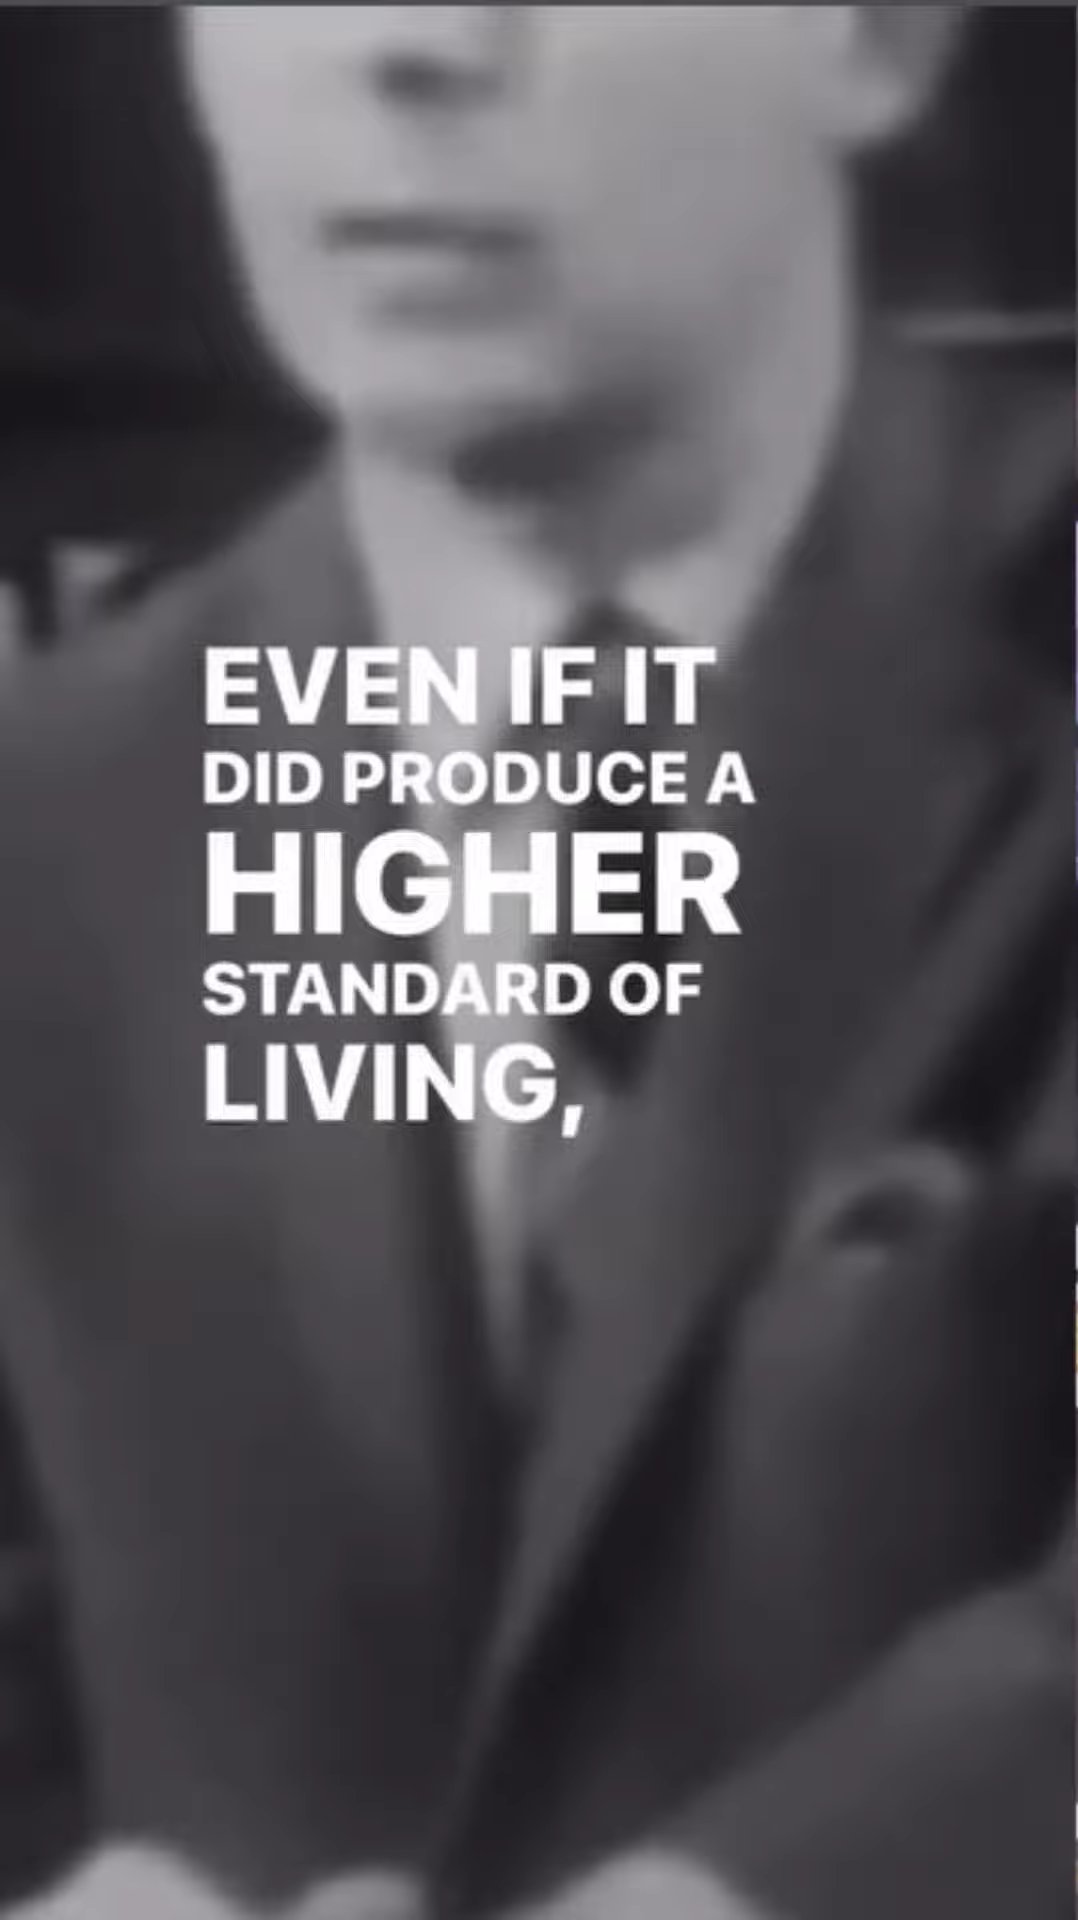 EVEN IF IT
DID PRODUCE A
HIGHER
STANDARD OF
LIVING,